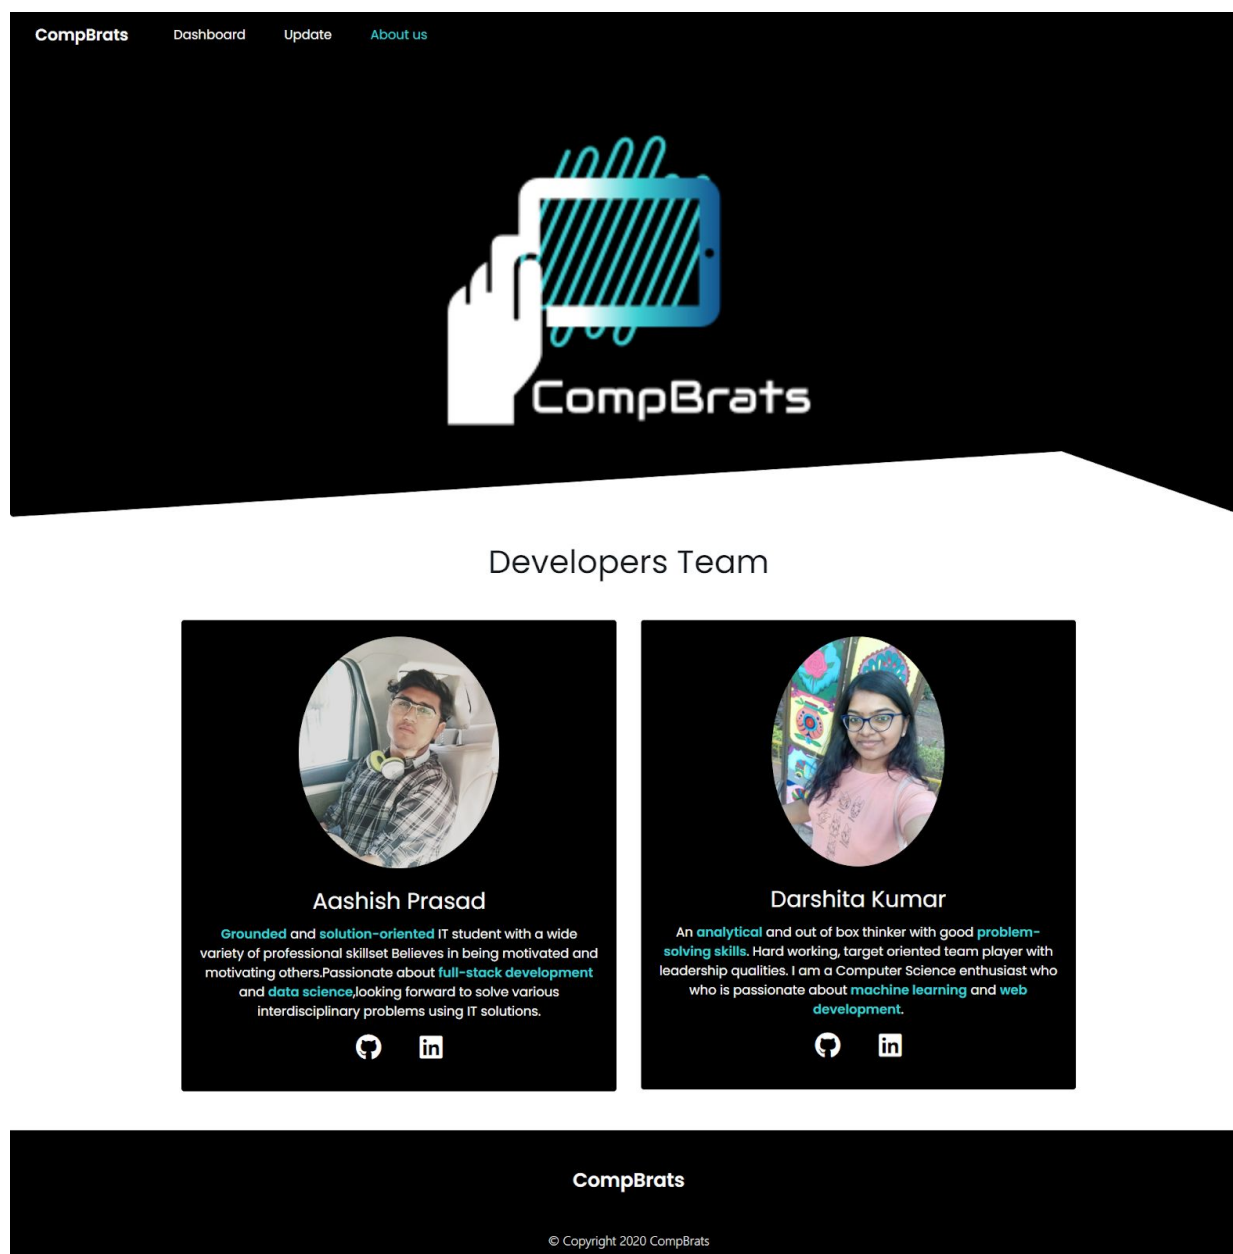 CompBrats Dashboard Update About us
CompBrats
Developers Team
Aashish Prasad
Grounded and solution-oriented IT student with a wide
variety of professional skillset Believes in being motivated and
motivating others.Passionate about full-stack development
and data science,looking forward to solve various
interdisciplinary problems using IT solutions.
in
Darshita Kumar
An analytical and out of box thinker with good problem-
solving skills. Hard working, target oriented team player with
leadership qualities. I am a Computer Science enthusiast who
who is passionate about machine learning and web
development.
in
CompBrats
© Copyright 2020 CompBrats